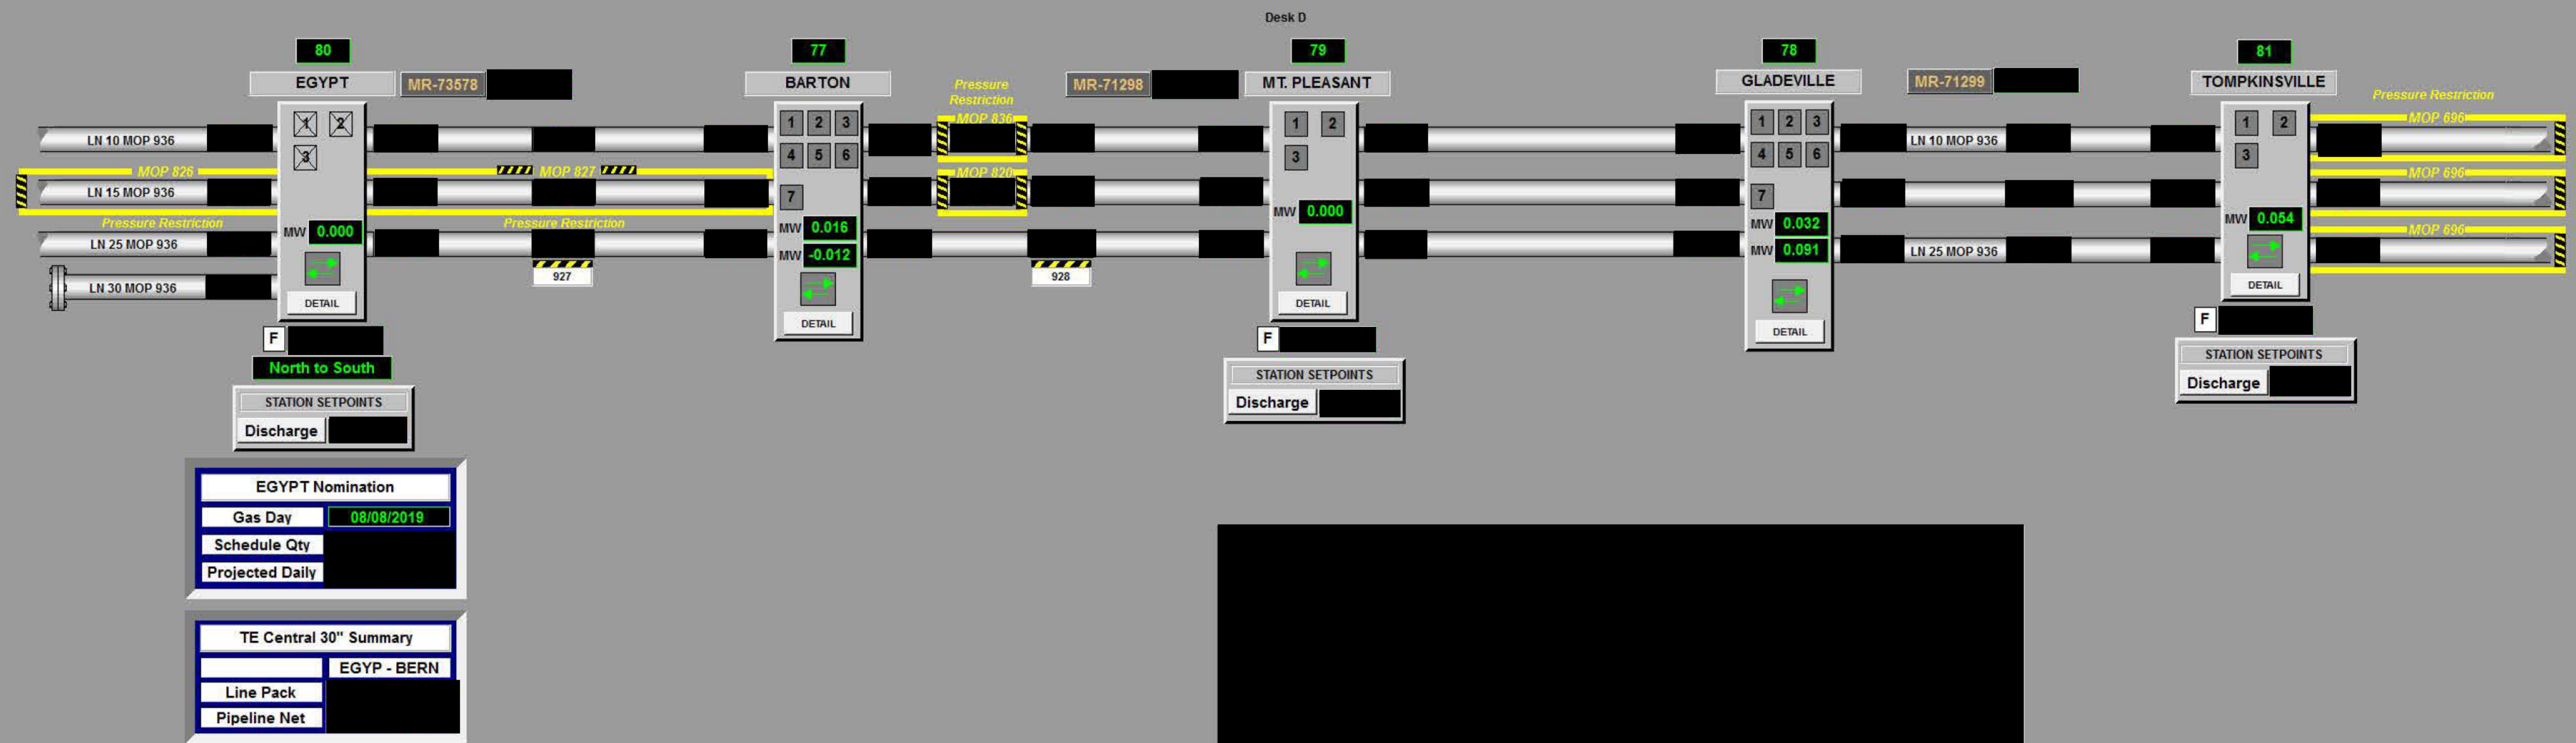 Desk D
80
77
79
78
81
EGYPT
MR-73578
BARTON
Pressure
Restriction
MR-71298
MT. PLEASANT
GLADEVILLE
MR-71299
TOMPKINSVILLE
Pressure Restriction
1 2
3
1 2 3
4 5 6
7
MOP 836
1 2
3
1 2 3
4 5 6
7
1 2
3
MOP 696
LN 10 MOP 936
LN 10 MOP 936
MOP 826
MOP 827
MOP 820
MOP 696
LN 15 MOP 936
Pressure Restriction
Pressure Restriction
MW 0.000
MW 0.016
MW -0.012
MW 0.000
MW 0.032
MW 0.091
MW 0.054
MOP 696
LN 25 MOP 936
LN 25 MOP 936
927
928
LN 30 MOP 936
DETAIL
DETAIL
DETAIL
DETAIL
DETAIL
F
F
F
North to South
STATION SETPOINTS
Discharge
STATION SETPOINTS
Discharge
STATION SETPOINTS
Discharge
EGYPT Nomination
Gas Day 08/08/2019
Schedule Qty
Projected Daily
TE Central 30" Summary
EGYP - BERN
Line Pack
Pipeline Net